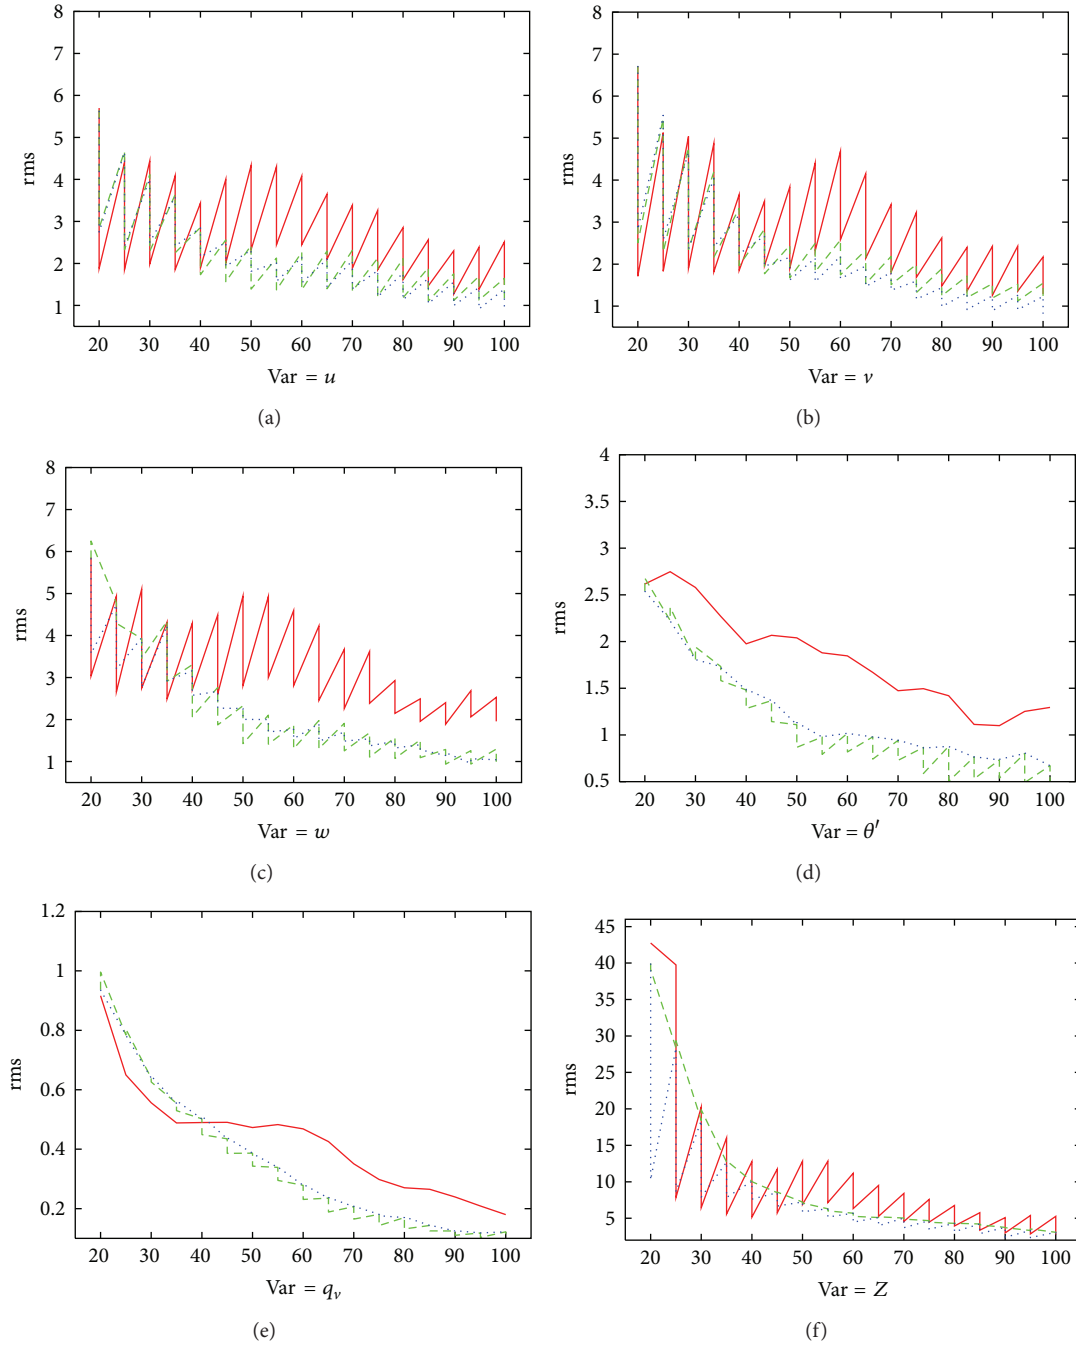 8
7
6
5
4
3
2
1
rms
20 30 40 50 60 70 80 90 100
Var = u
(a)
8
7
6
5
4
3
2
1
rms
20 30 40 50 60 70 80 90 100
Var = v
(b)
8
7
6
5
4
3
2
1
rms
20 30 40 50 60 70 80 90 100
Var = w
(c)
4
3.5
3
2.5
2
1.5
1
0.5
rms
20 30 40 50 60 70 80 90 100
Var = θ′
(d)
1.2
1
0.8
0.6
0.4
0.2
rms
20 30 40 50 60 70 80 90 100
Var = qv
(e)
45
40
35
30
25
20
15
10
5
rms
20 30 40 50 60 70 80 90 100
Var = Z
(f)